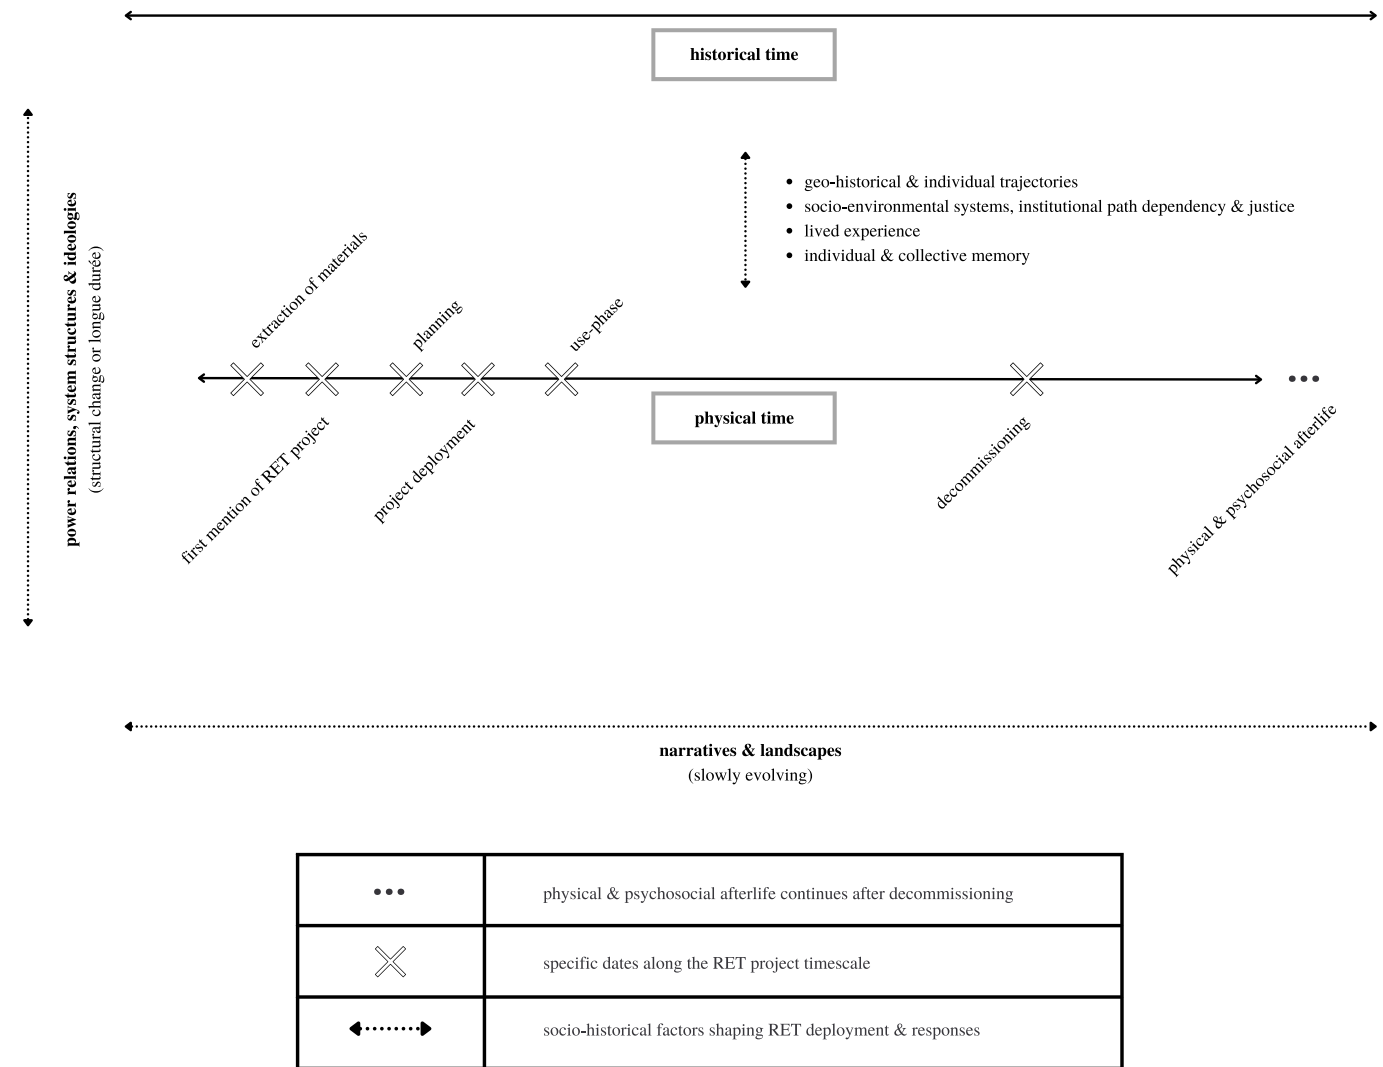 historical time
• geo-historical & individual trajectories
• socio-environmental systems, institutional path dependency & justice
• lived experience
• individual & collective memory
power relations, system structures & ideologies
(structural change or longue durée)
extraction of materials
planning
use-phase
physical time
first mention of RET project
project deployment
decommissioning
physical & psychosocial afterlife
narratives & landscapes
(slowly evolving)
physical & psychosocial afterlife continues after decommissioning
specific dates along the RET project timescale
socio-historical factors shaping RET deployment & responses